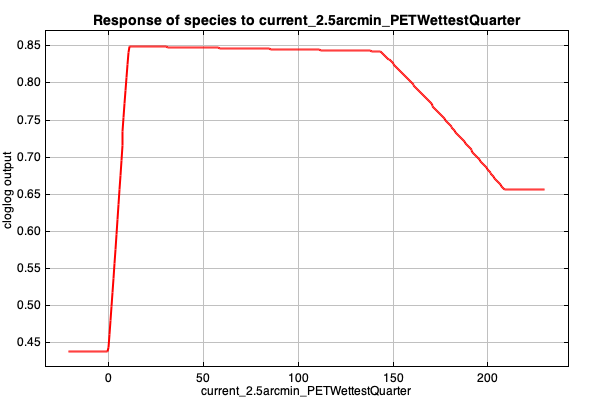 Response of species to current_2.5arcmin_PETWettestQuarter
0.85
0.80
0.75
0.70
0.65
0.60
0.55
0.50
0.45
cloglog output
0 50 100 150 200
current_2.5arcmin_PETWettestQuarter